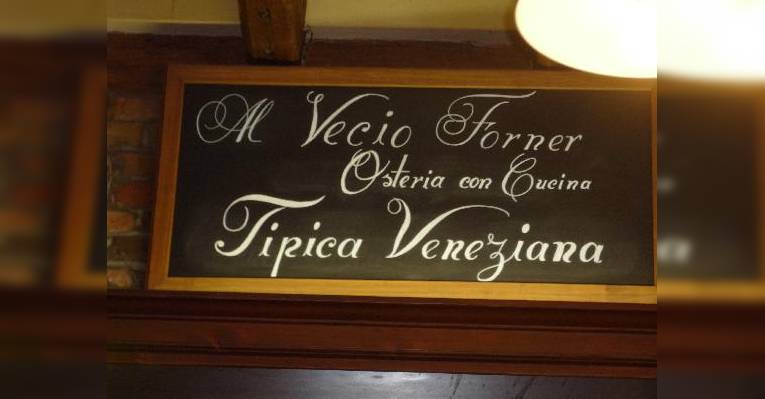 Al Vecio Forner
Osteria con Cucina
Tipica Veneziana